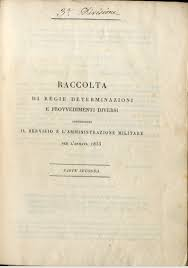 3ª Divisione
RACCOLTA
DI REGIE DETERMINAZIONI
E PROVVEDIMENTI DIVERSI
CONCERNENTI
IL SERVIZIO E L'AMMINISTRAZIONE MILITARE
PER L'ANNATA 1833
PARTE SECONDA